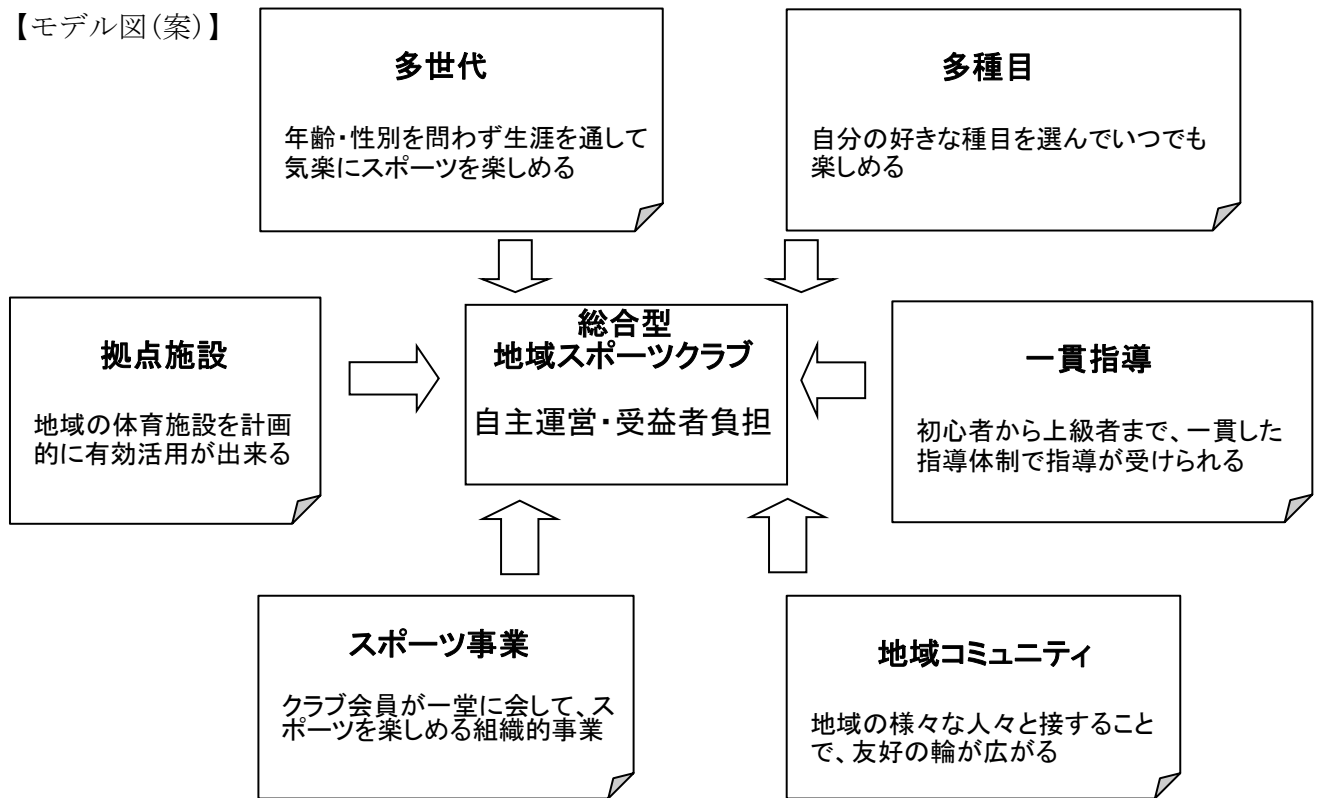 【モデル図(案)】
多世代
年齢・性別を問わず生涯を通して
気楽にスポーツを楽しめる
多種目
自分の好きな種目を選んでいつでも
楽しめる
拠点施設
地域の体育施設を計画
的に有効活用が出来る
総合型
地域スポーツクラブ
自主運営・受益者負担
一貫指導
初心者から上級者まで、一貫した
指導体制で指導が受けられる
スポーツ事業
クラブ会員が一堂に会して、ス
ポーツを楽しめる組織的事業
地域コミュニティ
地域の様々な人々と接すること
で、友好の輪が広がる